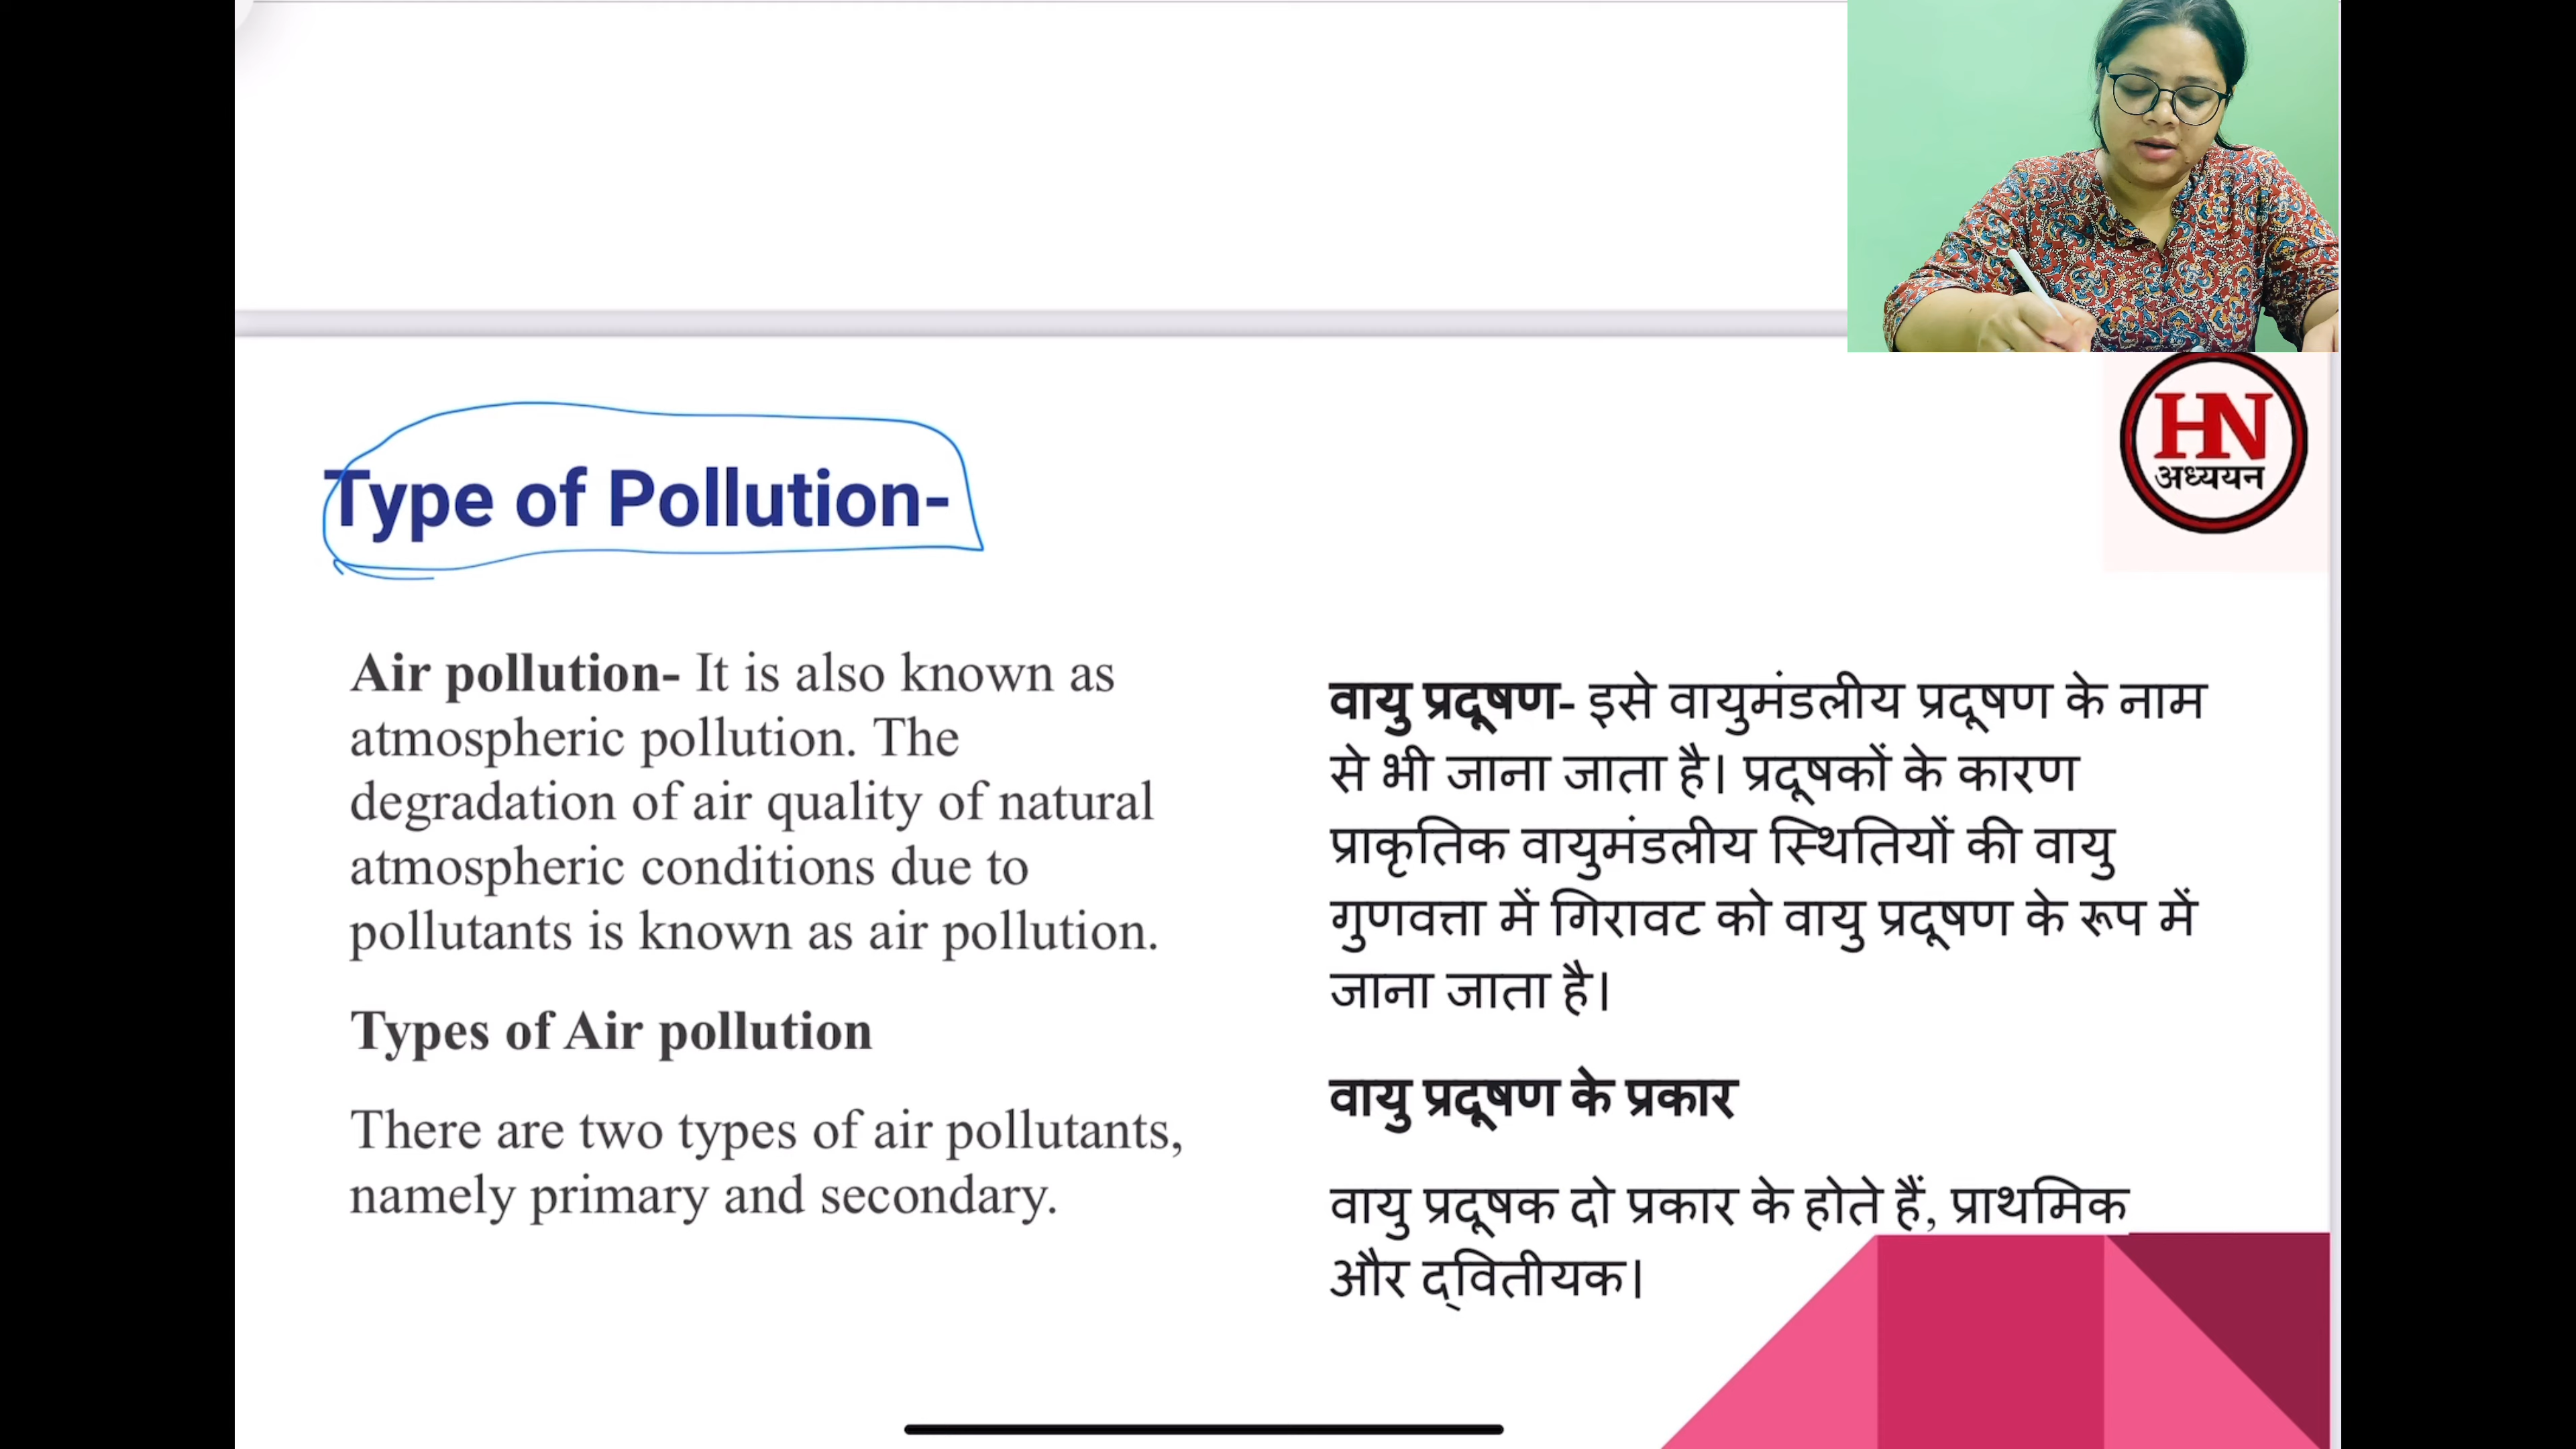 HN
अध्ययन
Type of Pollution-
Air pollution- It is also known as
atmospheric pollution. The
degradation of air quality of natural
atmospheric conditions due to
pollutants is known as air pollution.
Types of Air pollution
There are two types of air pollutants,
namely primary and secondary.
वायु प्रदूषण- इसे वायुमंडलीय प्रदूषण के नाम
से भी जाना जाता है। प्रदूषकों के कारण
प्राकृतिक वायुमंडलीय स्थितियों की वायु
गुणवत्ता में गिरावट को वायु प्रदूषण के रूप में
जाना जाता है।
वायु प्रदूषण के प्रकार
वायु प्रदूषक दो प्रकार के होते हैं, प्राथमिक
और द्वितीयक।